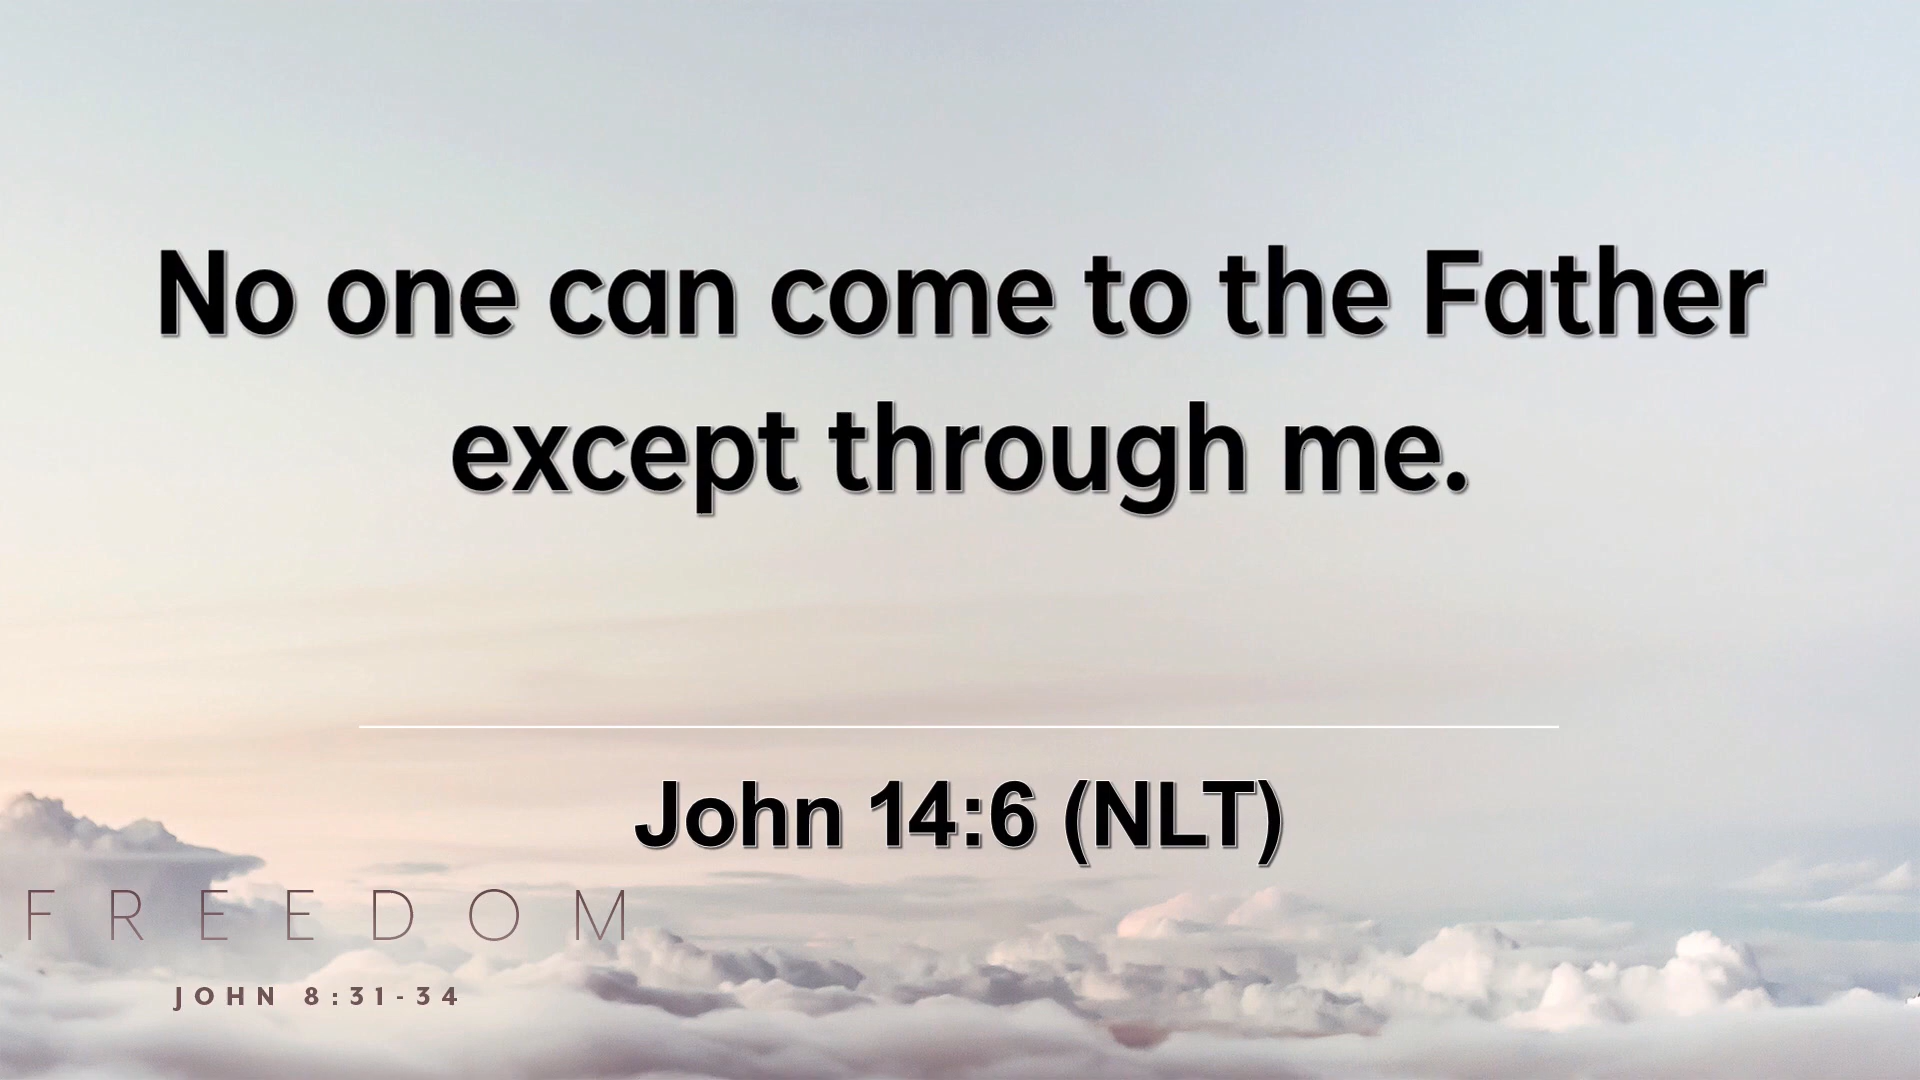 No one can come to the Father
except through me.
John 14:6 (NLT)
FREEDOM
JOHN 8:31-34